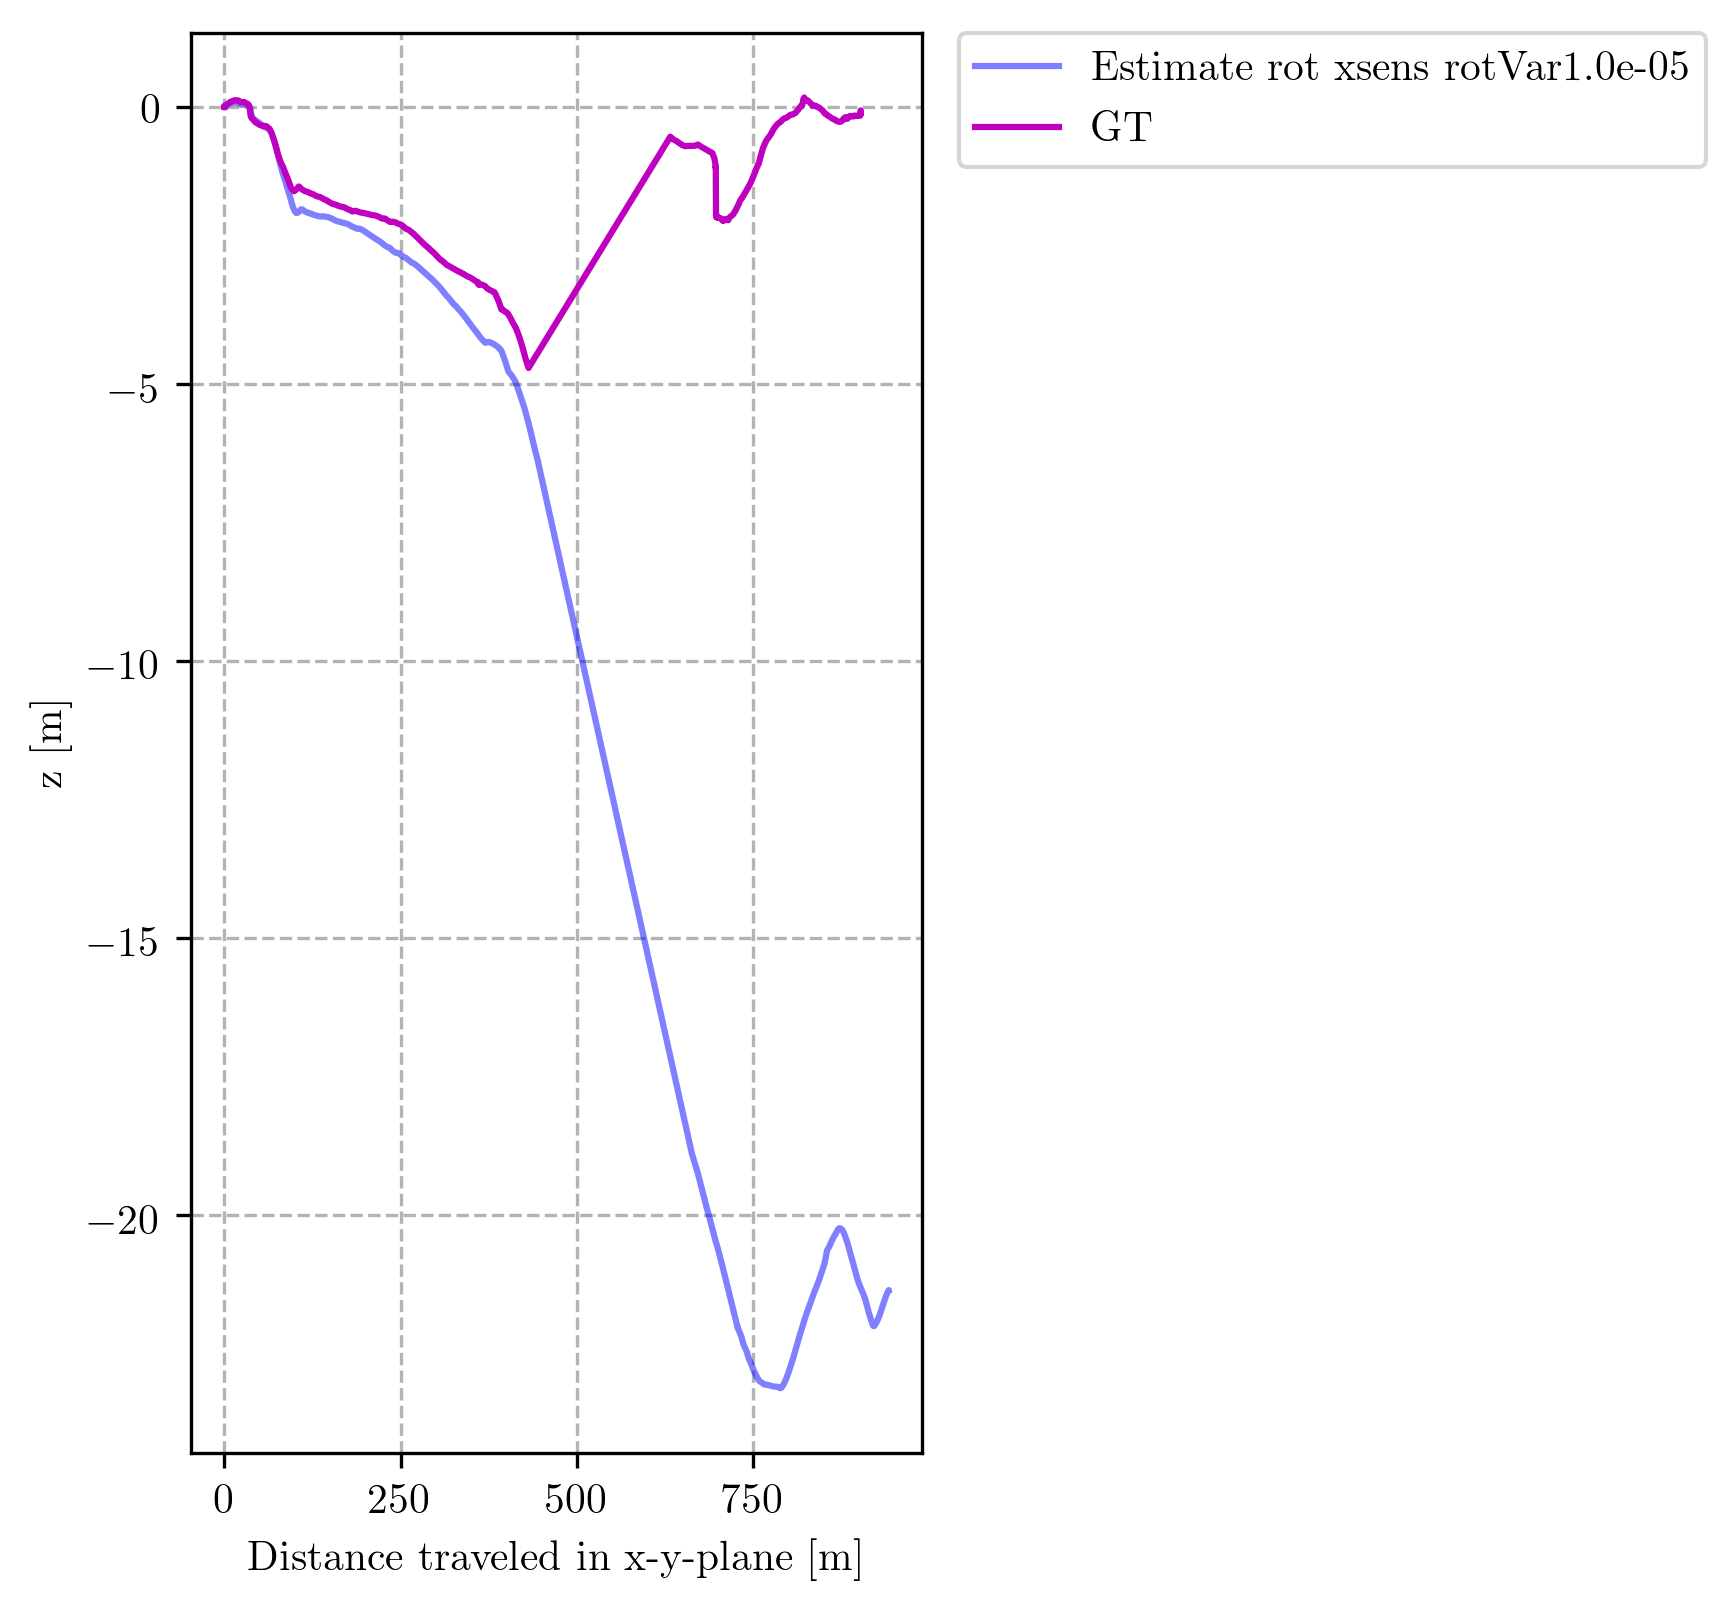 Estimate rot xsens rotVar1.0e-05
GT
0
−5
−10
−15
−20
z [m]
0 250 500 750
Distance traveled in x-y-plane [m]